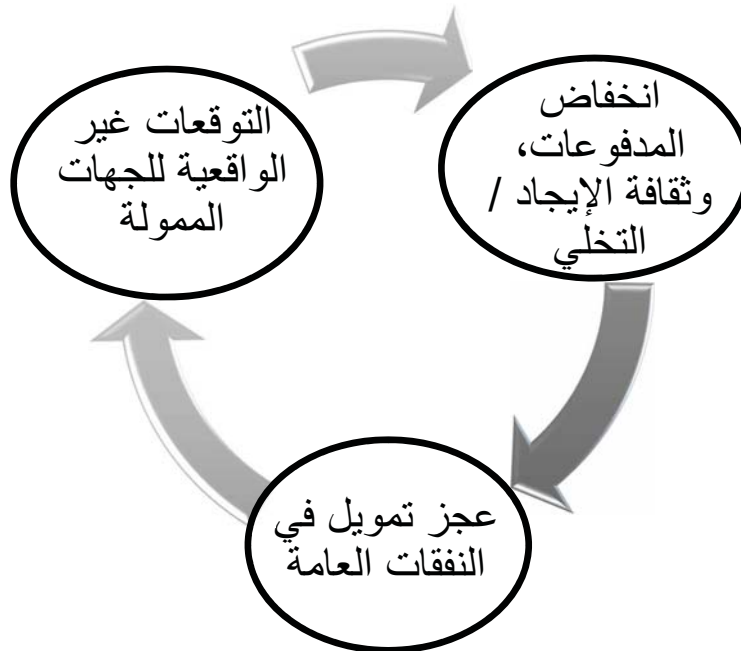 انخفاض
المدفوعات،
وثقافة الإيجاد /
التخلي
التوقعات غير
الواقعية للجهات
الممولة
عجز تمويل في
النفقات العامة